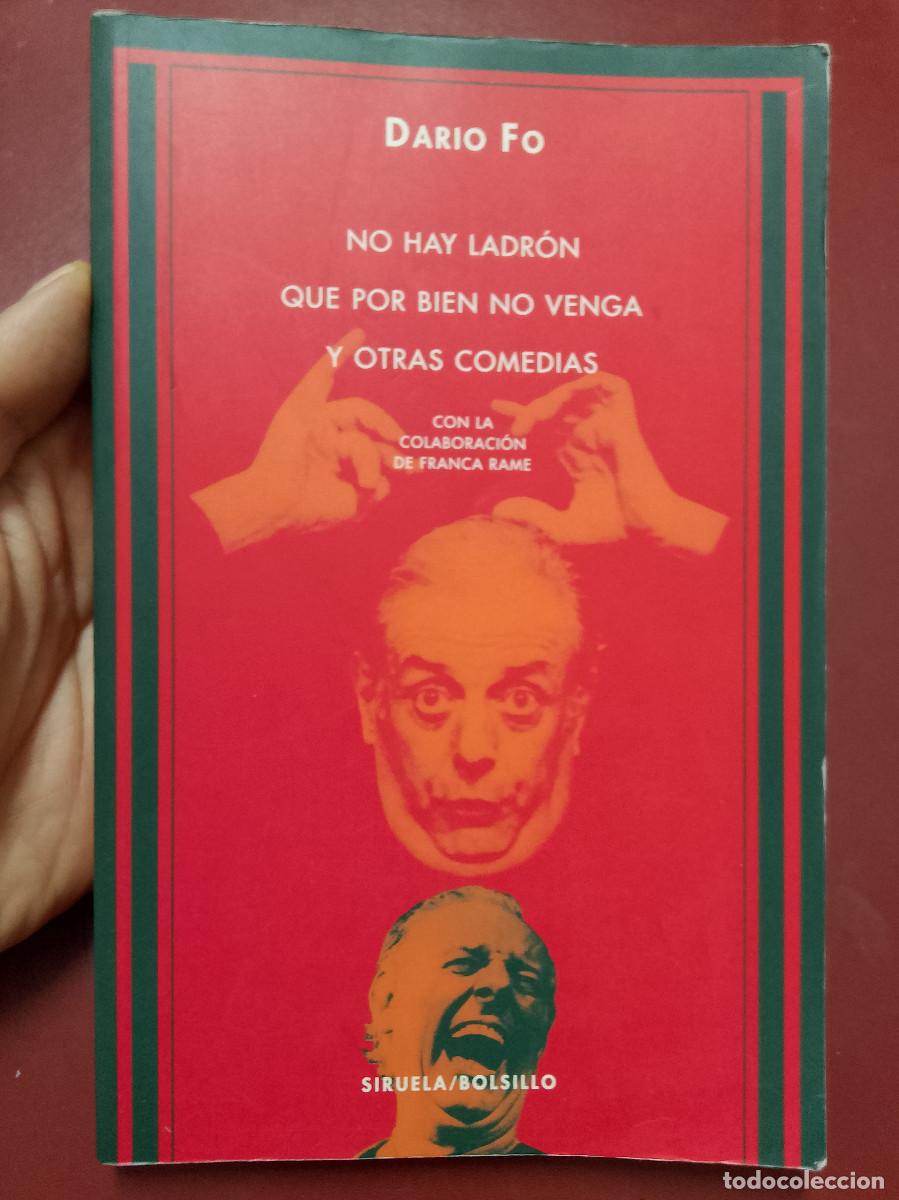 DARIO FO
NO HAY LADRÓN
QUE POR BIEN NO VENGA
Y OTRAS COMEDIAS
CON LA
COLABORACIÓN
DE FRANCA RAME
SIRUELA/BOLSILLO
todocoleccion